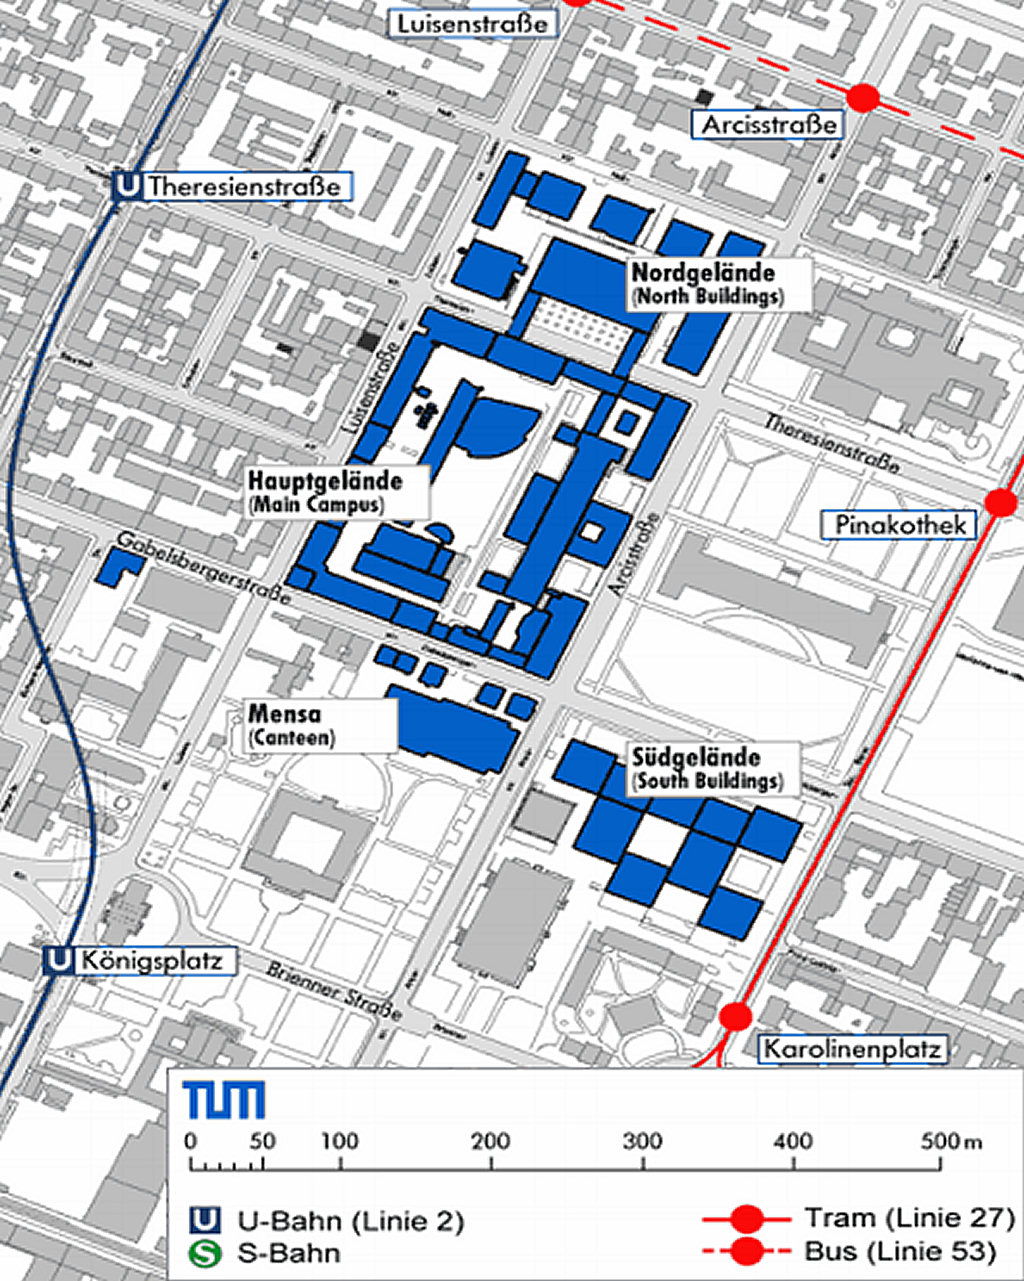 Luisenstraße
Arcisstraße
U Theresienstraße
Nordgelände
(North Buildings)
Luisenstraße
Theresienstraße
Hauptgelände
(Main Campus)
Pinakothek
Arcisstraße
Gabelsbergerstraße
Mensa
(Canteen)
Südgelände
(South Buildings)
U Königsplatz
Brienner Straße
Karolinenplatz
TUM
0 50 100 200 300 400 500 m
U U-Bahn (Linie 2)
S S-Bahn
Tram (Linie 27)
Bus (Linie 53)